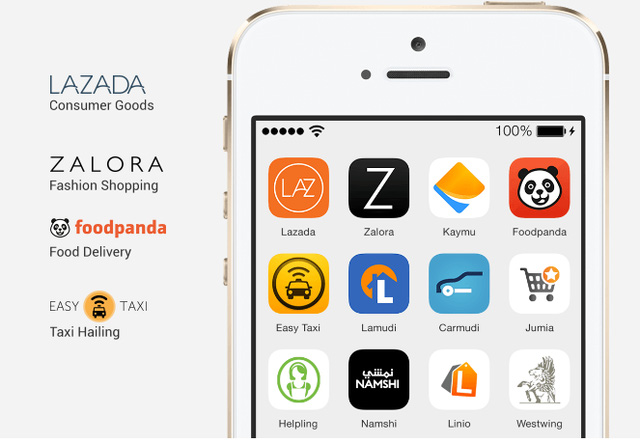 LAZADA
Consumer Goods
ZALORA
Fashion Shopping
foodpanda
Food Delivery
EASY TAXI
Taxi Hailing
100%
LAZ
Z
Lazada
Zalora
Kaymu
Foodpanda
L
Easy Taxi
Lamudi
Carmudi
Jumia
نمشي
NAMSHI
L
Helpling
Namshi
Linio
Westwing